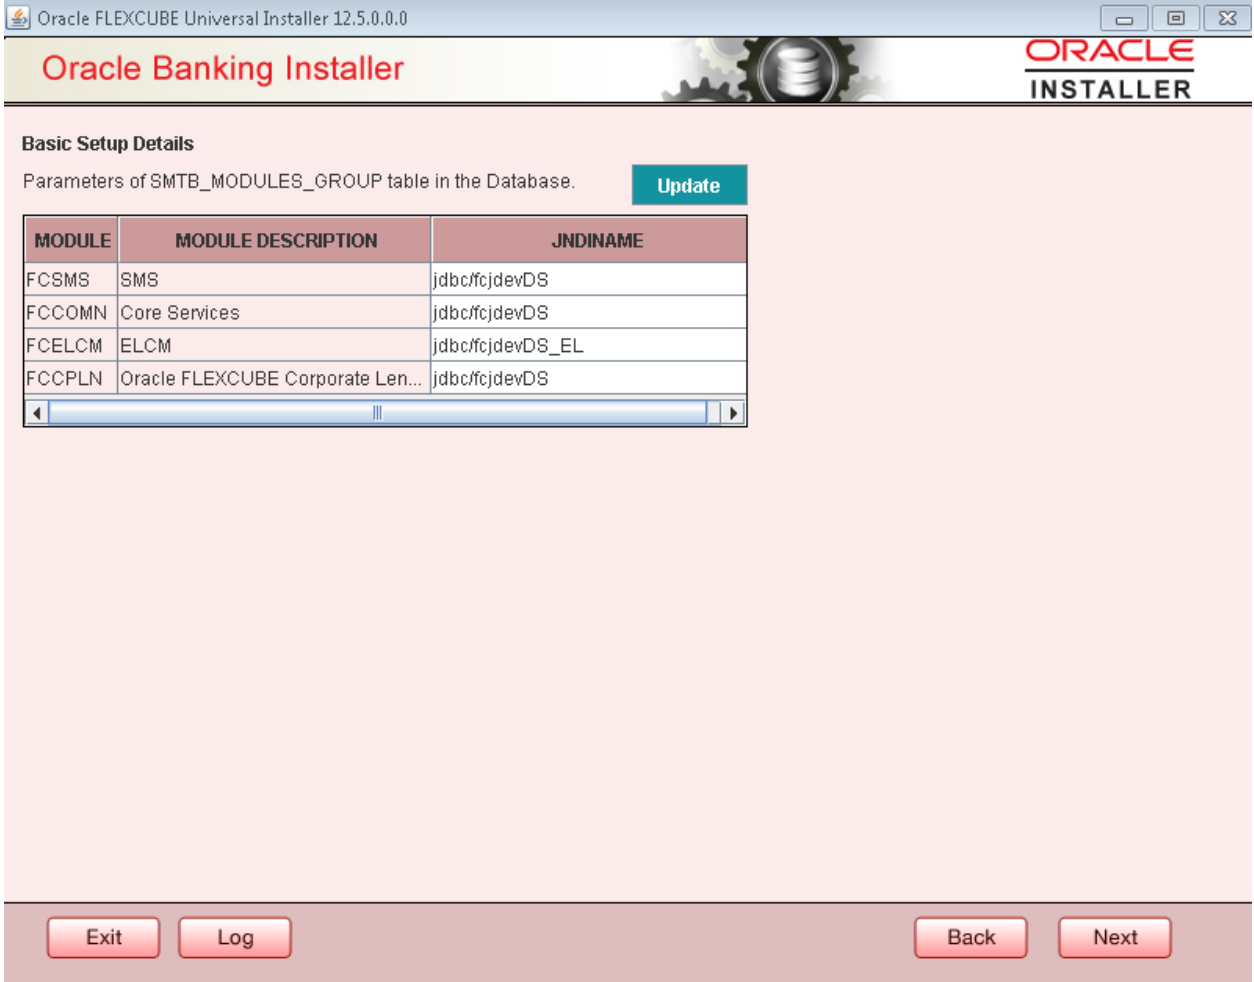 Oracle FLEXCUBE Universal Installer 12.5.0.0.0
Oracle Banking Installer
ORACLE
INSTALLER
Basic Setup Details
Parameters of SMTB_MODULES_GROUP table in the Database.
Update
MODULE MODULE DESCRIPTION JNDINAME
FCSMS SMS jdbc/fcjdevDS
FCCOMN Core Services jdbc/fcjdevDS
FCELCM ELCM jdbc/fcjdevDS_EL
FCCPLN Oracle FLEXCUBE Corporate Len... jdbc/fcjdevDS
Exit Log Back Next